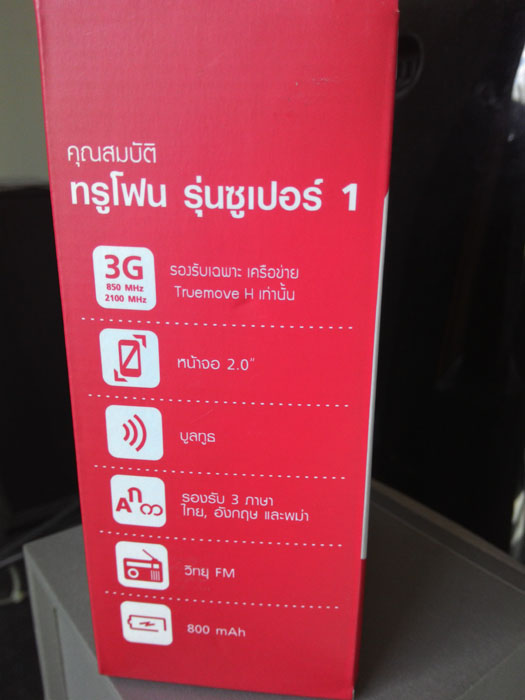 คุณสมบัติ
ทรูโฟน รุ่นซูเปอร์ 1
3G
850 MHz
2100 MHz
รองรับเฉพาะ เครือข่าย
Truemove H เท่านั้น
หน้าจอ 2.0"
บูลทูธ
A ก က
รองรับ 3 ภาษา
ไทย, อังกฤษ และพม่า
วิทยุ FM
800 mAh